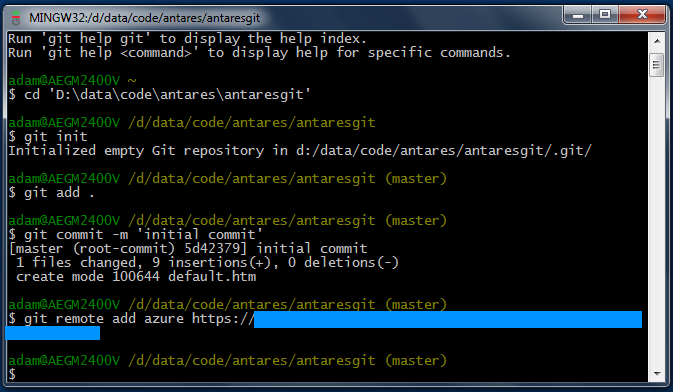 MINGW32:/d/data/code/antares/antaresgit
Run 'git help git' to display the help index.
Run 'git help <command>' to display help for specific commands.
adam@AEGM2400V ~
$ cd 'D:\data\code\antares\antaresgit'
adam@AEGM2400V /d/data/code/antares/antaresgit
$ git init
Initialized empty Git repository in d:/data/code/antares/antaresgit/.git/
adam@AEGM2400V /d/data/code/antares/antaresgit (master)
$ git add .
adam@AEGM2400V /d/data/code/antares/antaresgit (master)
$ git commit -m 'initial commit'
[master (root-commit) 5d42379] initial commit
1 files changed, 9 insertions(+), 0 deletions(-)
create mode 100644 default.htm
adam@AEGM2400V /d/data/code/antares/antaresgit (master)
$ git remote add azure https://
adam@AEGM2400V /d/data/code/antares/antaresgit (master)
$